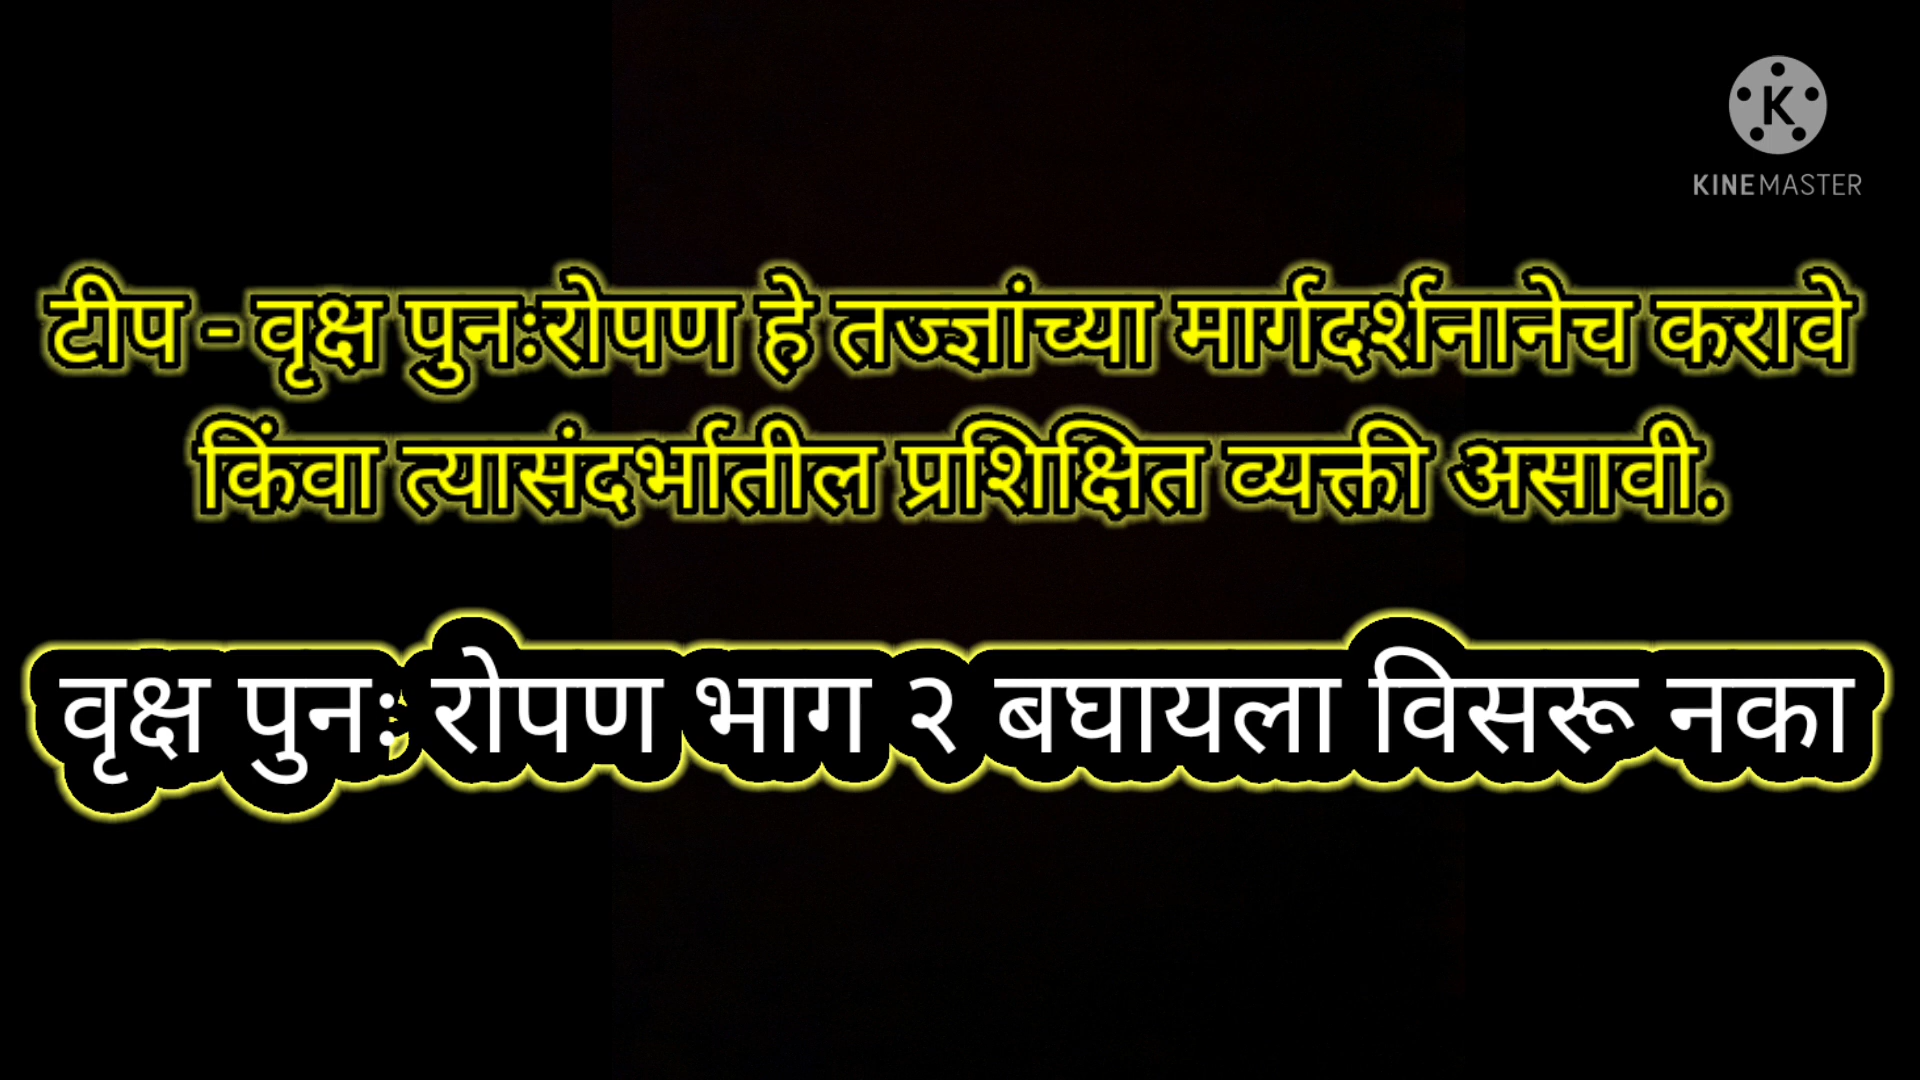 KINEMASTER
टीप - वृक्ष पुनःरोपण हे तज्ज्ञांच्या मार्गदर्शनानेच करावे
किंवा त्यासंदर्भातील प्रशिक्षित व्यक्ती असावी.
वृक्ष पुनः रोपण भाग २ बघायला विसरू नका